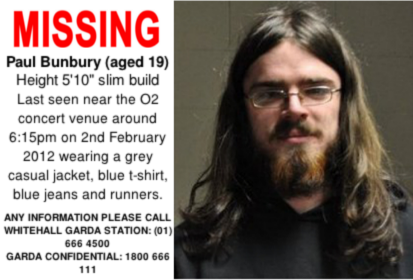 MISSING
Paul Bunbury (aged 19)
Height 5'10" slim build
Last seen near the O2
concert venue around
6:15pm on 2nd February
2012 wearing a grey
casual jacket, blue t-shirt,
blue jeans and runners.
ANY INFORMATION PLEASE CALL
WHITEHALL GARDA STATION: (01)
666 4500
GARDA CONFIDENTIAL: 1800 666
111